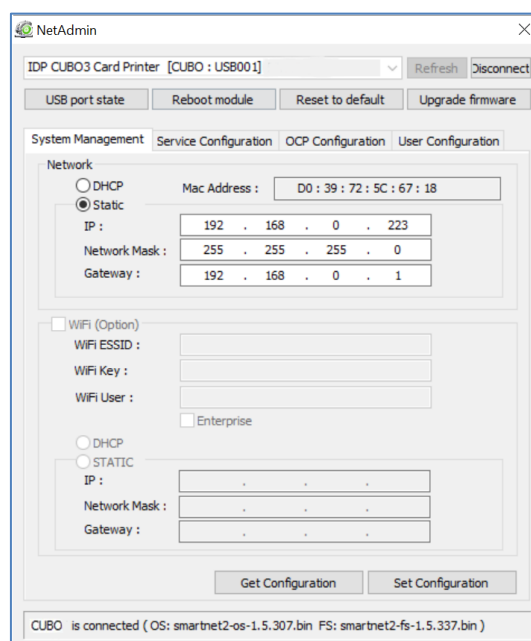 NetAdmin
IDP CUBO3 Card Printer [CUBO : USB001] Refresh Disconnect
USB port state Reboot module Reset to default Upgrade firmware
System Management Service Configuration OCP Configuration User Configuration
Network
DHCP Mac Address : D0 : 39 : 72 : 5C : 67 : 18
Static
IP : 192 . 168 . 0 . 223
Network Mask : 255 . 255 . 255 . 0
Gateway : 192 . 168 . 0 . 1
WiFi (Option)
WiFi ESSID :
WiFi Key :
WiFi User :
Enterprise
DHCP
STATIC
IP : . . .
Network Mask : . . .
Gateway : . . .
Get Configuration Set Configuration
CUBO is connected ( OS: smartnet2-os-1.5.307.bin FS: smartnet2-fs-1.5.337.bin )